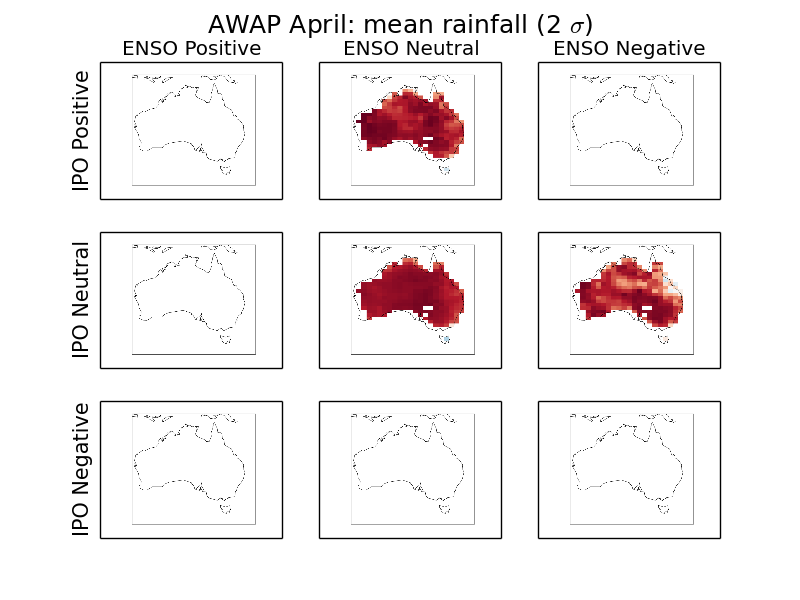 AWAP April: mean rainfall (2 σ)
ENSO Positive
ENSO Neutral
ENSO Negative
IPO Positive
IPO Neutral
IPO Negative